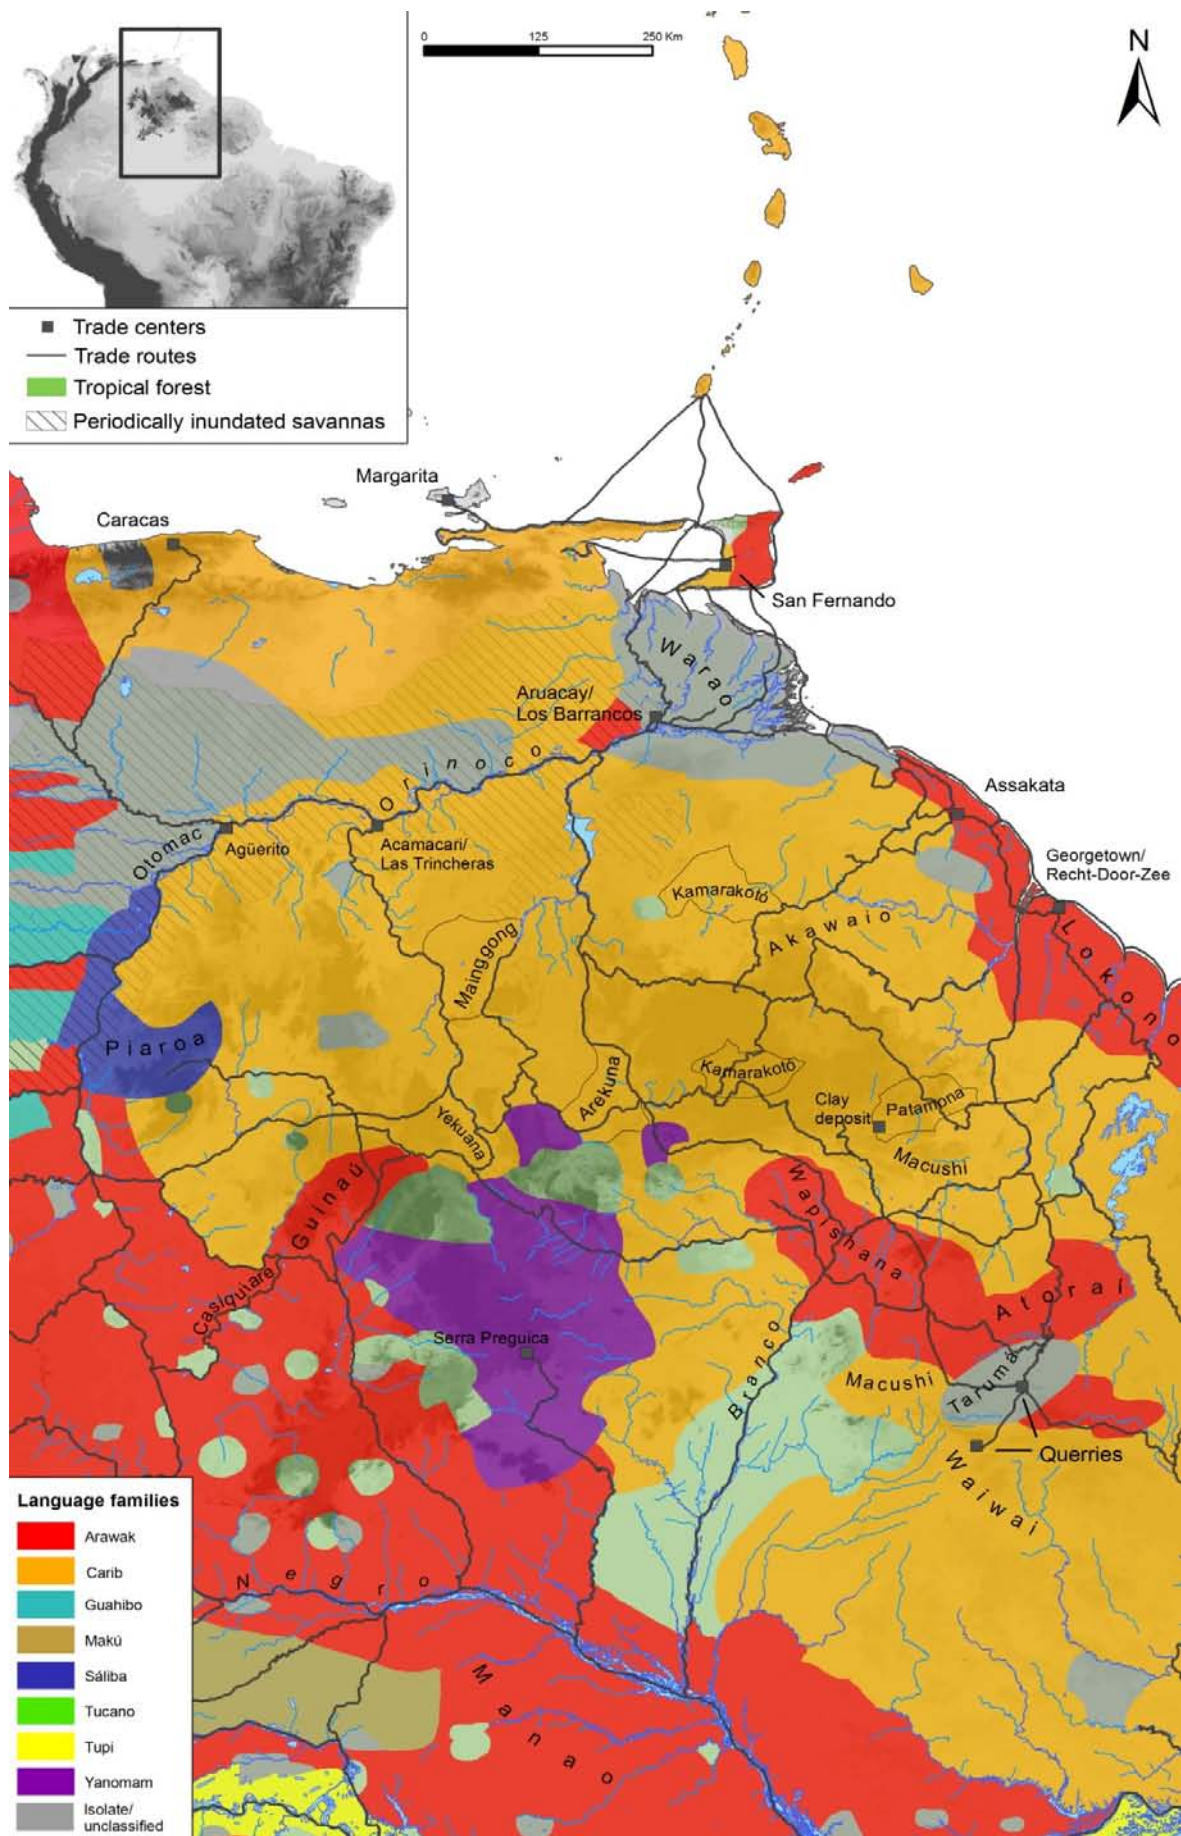 0 125 250 Km
N
Trade centers
Trade routes
Tropical forest
Periodically inundated savannas
Margarita
Caracas
San Fernando
Warao
Aruacay/
Los Barrancos
Orinoco
Assakata
Otomac
Agüerito
Acamacari/
Las Trincheras
Georgetown/
Recht-Door-Zee
Kamarakotó
Akawaio
Lokono
Mainggong
Piaroa
Arekuna
Kamarakotó
Clay
deposit
Patamona
Yekuana
Macushi
Guinaú
Wapishana
Casiquiare
Atorai
Serra Preguica
Branco
Macushi
Tarumá
Querries
Waiwai
Language families
Arawak
Carib
Guahibo
Makú
Sáliba
Tucano
Tupi
Yanomam
Isolate/
unclassified
Negro
Manao